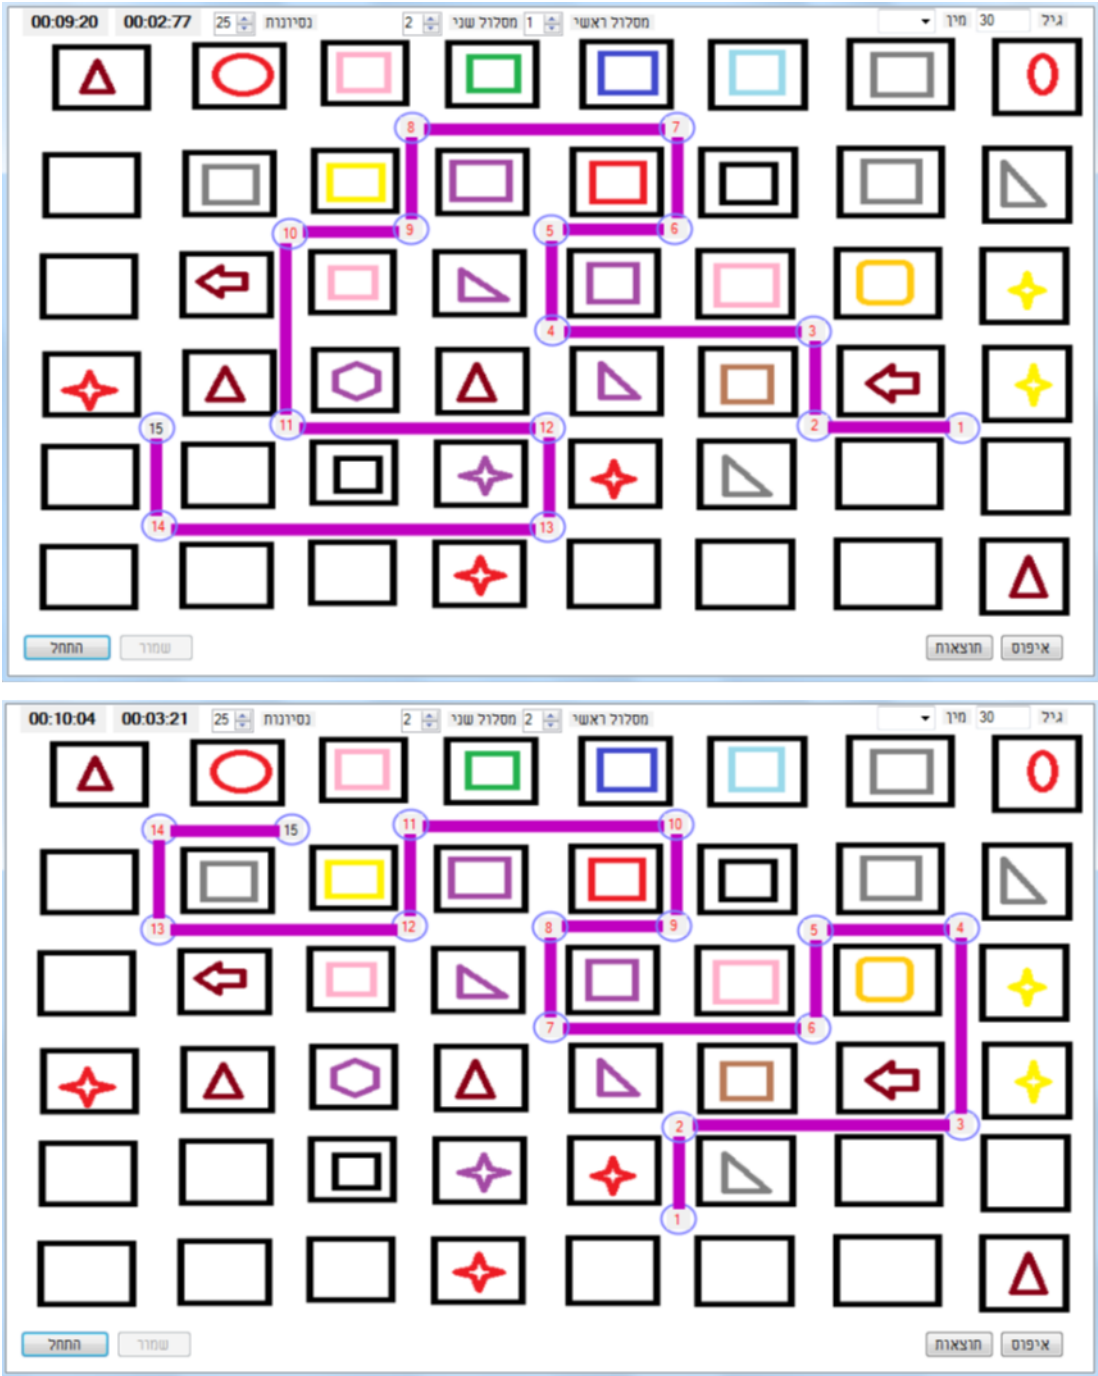 00:09:20 00:02:77 25 נסיונות 2 מסלול שני 1 מסלול ראשי מין 30 גיל
8 7
10 9 5 6
4 3
15 11 12 2 1
14 13
התחל שמור תוצאות איפוס
00:10:04 00:03:21 25 נסיונות 2 מסלול שני 2 מסלול ראשי מין 30 גיל
14 15 11 10
13 12 8 9 5 4
7 6
2 3
1
התחל שמור תוצאות איפוס